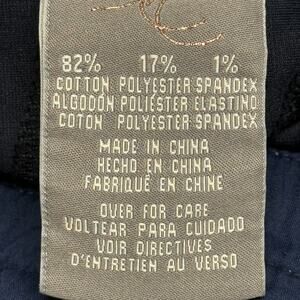 82% 17% 1%
COTTON POLYESTER SPANDEX
ALGODÓN POLIÉSTER ELASTINO
COTON POLYESTER SPANDEX
MADE IN CHINA
HECHO EN CHINA
FABRIQUÉ EN CHINE
OVER FOR CARE
VOLTEAR PARA CUIDADO
VOIR DIRECTIVES
D'ENTRETIEN AU VERSO